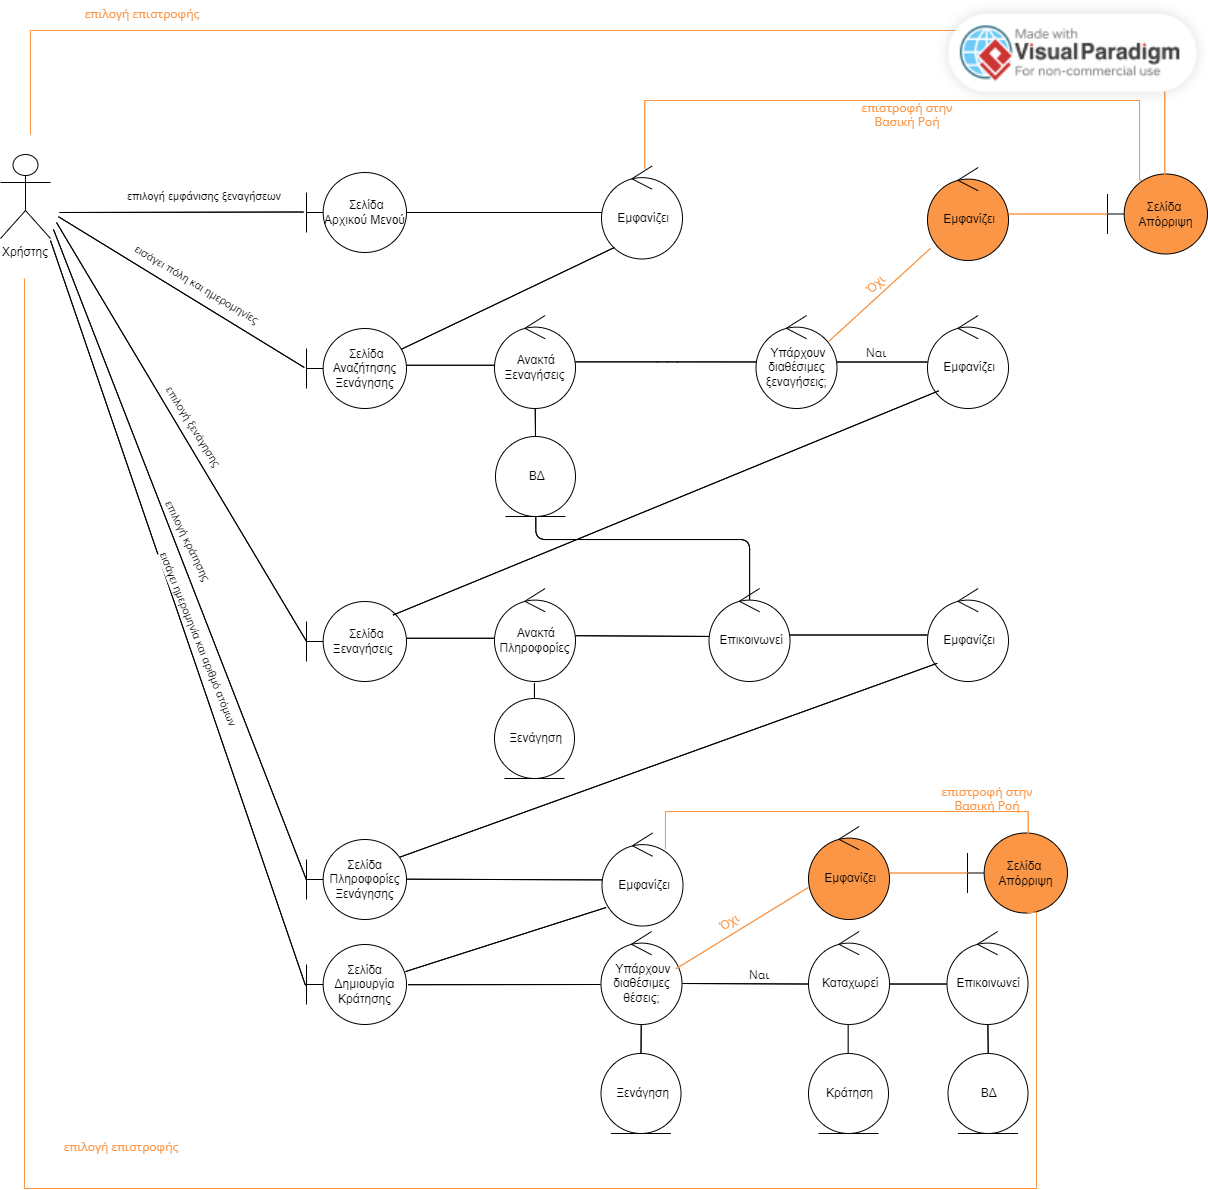 επιλογή επιστροφής
Made with
Visual Paradigm
For non-commercial use
επιστροφή στην
Βασική Ροή
επιλογή εμφάνισης ξεναγήσεων
Σελίδα
Αρχικού Μενού
Εμφανίζει
Εμφανίζει
Σελίδα
Απόρριψη
Χρήστης
εισάγει πόλη και ημερομηνίες
Όχι
Σελίδα
Αναζήτησης
Ξενάγησης
Ανακτά
Ξεναγήσεις
Υπάρχουν
διαθέσιμες
ξεναγήσεις;
Ναι
Εμφανίζει
επιλογή ξενάγησης
ΒΔ
επιλογή κράτησης
εισάγει ημερομηνία και αριθμό ατόμων
Σελίδα
Ξεναγήσεις
Ανακτά
Πληροφορίες
Επικοινωνεί
Εμφανίζει
Ξενάγηση
επιστροφή στην
Βασική Ροή
Σελίδα
Πληροφορίες
Ξενάγησης
Εμφανίζει
Εμφανίζει
Σελίδα
Απόρριψη
Όχι
Σελίδα
Δημιουργία
Κράτησης
Υπάρχουν
διαθέσιμες
θέσεις;
Ναι
Καταχωρεί
Επικοινωνεί
Ξενάγηση
Κράτηση
ΒΔ
επιλογή επιστροφής